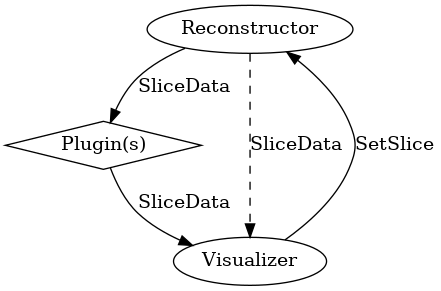 Reconstructor
SliceData
Plugin(s)
SliceData
SetSlice
SliceData
Visualizer